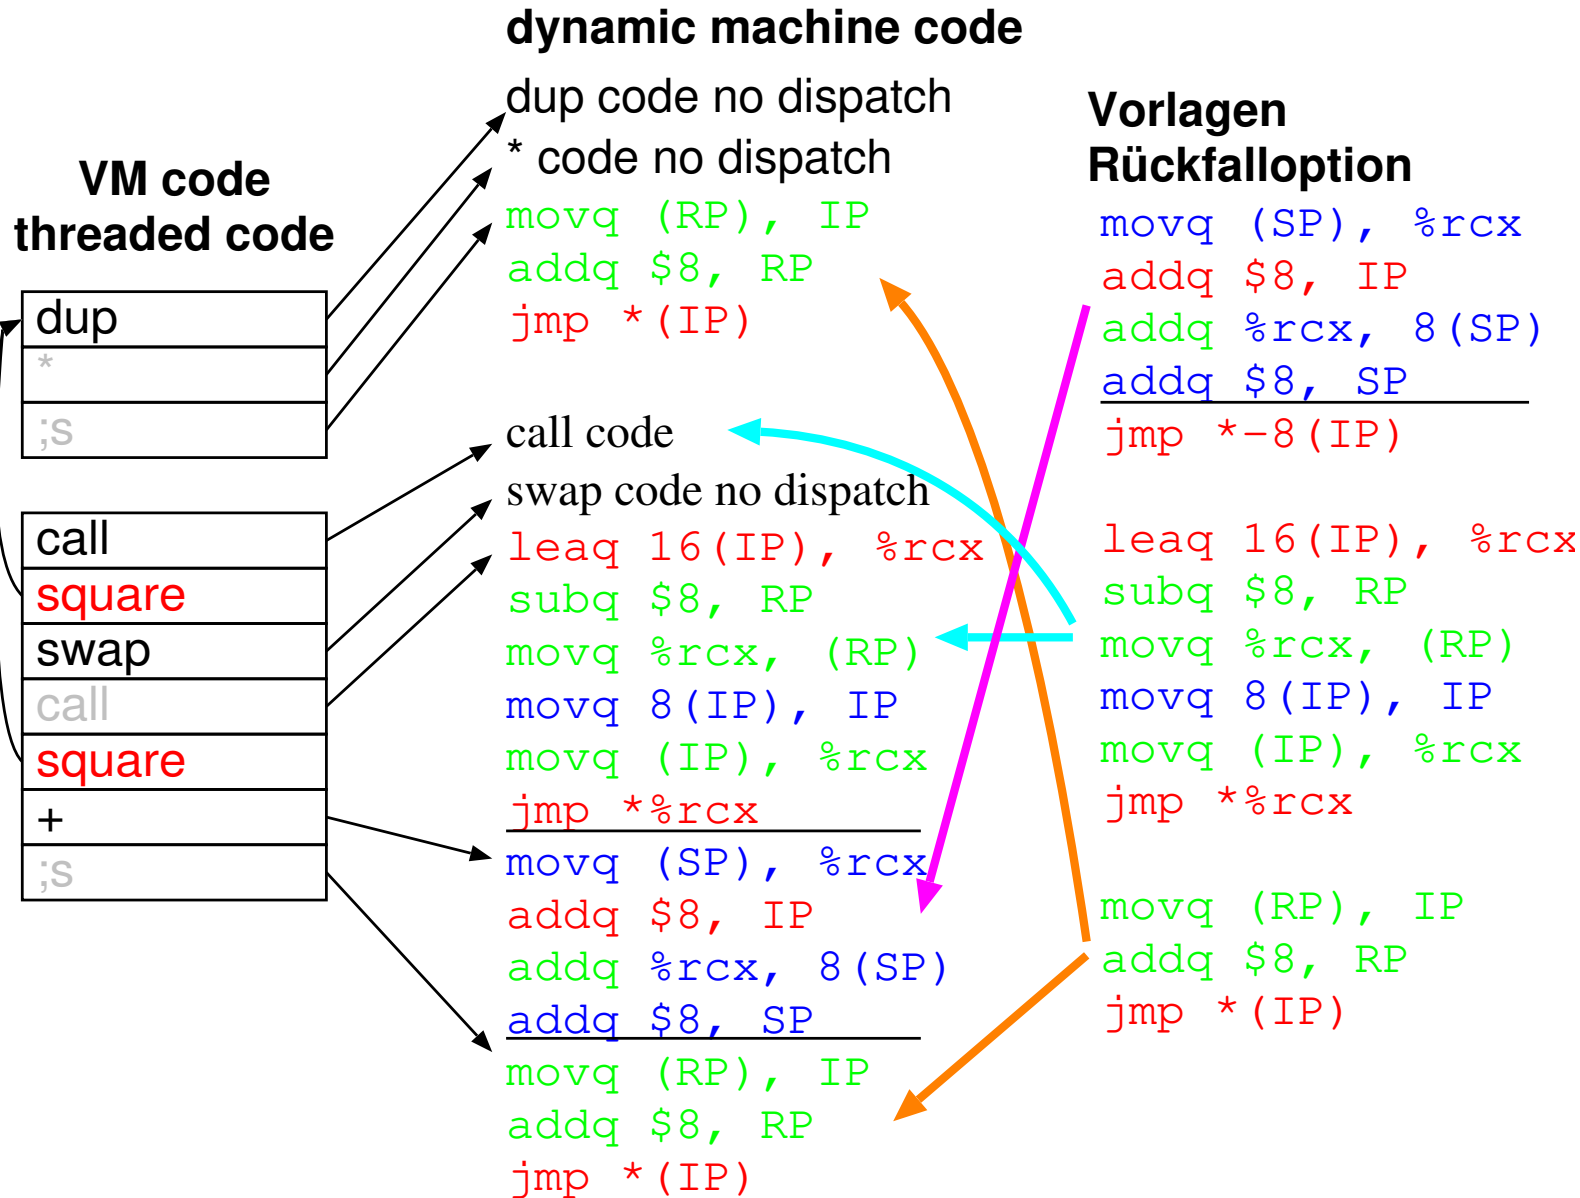 VM code
threaded code
dup
*
;s
call
square
swap
call
square
+
;s
dynamic machine code
dup code no dispatch
* code no dispatch
movq (RP), IP
addq $8, RP
jmp *(IP)
call code
swap code no dispatch
leaq 16(IP), %rcx
subq $8, RP
movq %rcx, (RP)
movq 8(IP), IP
movq (IP), %rcx
jmp *%rcx
movq (SP), %rcx
addq $8, IP
addq %rcx, 8(SP)
addq $8, SP
movq (RP), IP
addq $8, RP
jmp *(IP)
Vorlagen
Rückfalloption
movq (SP), %rcx
addq $8, IP
addq %rcx, 8(SP)
addq $8, SP
jmp *-8(IP)
leaq 16(IP), %rcx
subq $8, RP
movq %rcx, (RP)
movq 8(IP), IP
movq (IP), %rcx
jmp *%rcx
movq (RP), IP
addq $8, RP
jmp *(IP)